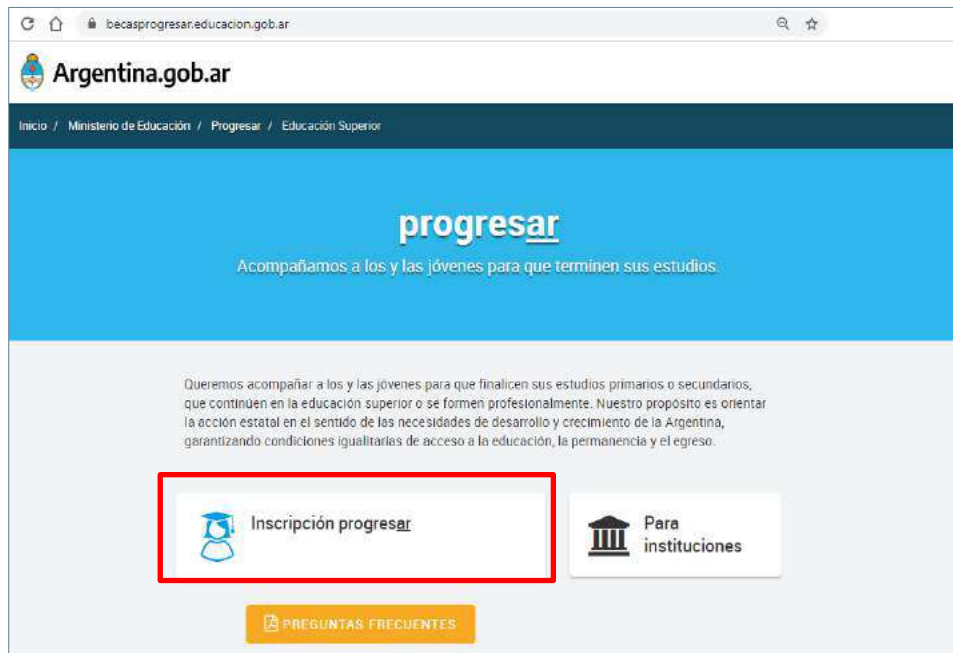 becasprogresar.educacion.gob.ar
Argentina.gob.ar
Inicio / Ministerio de Educación / Progresar / Educación Superior
progresar
Acompañamos a los y las jóvenes para que terminen sus estudios.
Queremos acompañar a los y las jóvenes para que finalicen sus estudios primarios o secundarios,
que continúen en la educación superior o se formen profesionalmente. Nuestro propósito es orientar
la acción estatal en el sentido de las necesidades de desarrollo y crecimiento de la Argentina,
garantizando condiciones igualitarias de acceso a la educación, la permanencia y el egreso.
Inscripción progresar
Para
instituciones
PREGUNTAS FRECUENTES